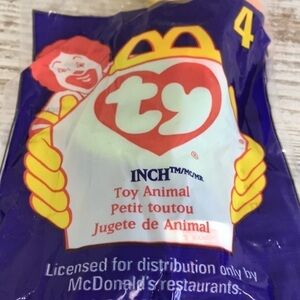 4
ty
®
INCH™/MC/MR
Toy Animal
Petit toutou
Jugete de Animal
Licensed for distribution only by
McDonald's restaurants.